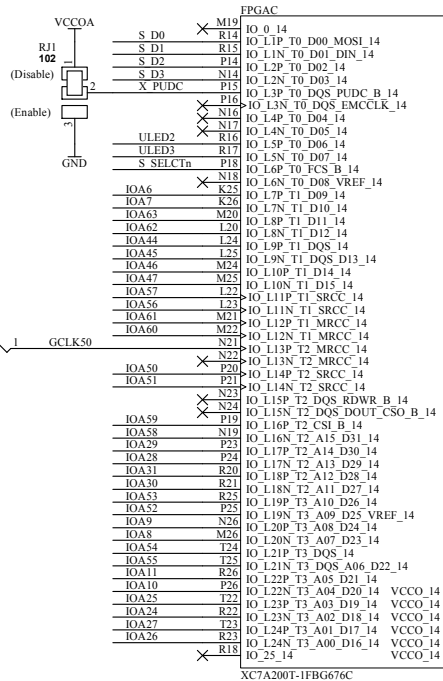 FPGAC
VCCOA
RJ1
102
(Disable)
(Enable)
1
2
3
GND
M19 IO_0_14
S_D0 R14 IO_L1P_T0_D00_MOSI_14
S_D1 R15 IO_L1N_T0_D01_DIN_14
S_D2 P14 IO_L2P_T0_D02_14
S_D3 N14 IO_L2N_T0_D03_14
X_PUDC P15 IO_L3P_T0_DQS_PUDC_B_14
P16 IO_L3N_T0_DQS_EMCCLK_14
N16 IO_L4P_T0_D04_14
N17 IO_L4N_T0_D05_14
ULED2 R16 IO_L5P_T0_D06_14
ULED3 R17 IO_L5N_T0_D07_14
S_SELCTn P18 IO_L6P_T0_FCS_B_14
N18 IO_L6N_T0_D08_VREF_14
IOA6 K25 IO_L7P_T1_D09_14
IOA7 K26 IO_L7N_T1_D10_14
IOA63 M20 IO_L8P_T1_D11_14
IOA62 L20 IO_L8N_T1_D12_14
IOA44 L24 IO_L9P_T1_DQS_14
IOA45 L25 IO_L9N_T1_DQS_D13_14
IOA46 M24 IO_L10P_T1_D14_14
IOA47 M25 IO_L10N_T1_D15_14
IOA57 L22 IO_L11P_T1_SRCC_14
IOA56 L23 IO_L11N_T1_SRCC_14
IOA61 M21 IO_L12P_T1_MRCC_14
IOA60 M22 IO_L12N_T1_MRCC_14
1 GCLK50 N21 IO_L13P_T2_MRCC_14
N22 IO_L13N_T2_MRCC_14
IOA50 P20 IO_L14P_T2_SRCC_14
IOA51 P21 IO_L14N_T2_SRCC_14
N23 IO_L15P_T2_DQS_RDWR_B_14
N24 IO_L15N_T2_DQS_DOUT_CSO_B_14
IOA59 P19 IO_L16P_T2_CSI_B_14
IOA58 N19 IO_L16N_T2_A15_D31_14
IOA29 P23 IO_L17P_T2_A14_D30_14
IOA28 P24 IO_L17N_T2_A13_D29_14
IOA31 R20 IO_L18P_T2_A12_D28_14
IOA30 R21 IO_L18N_T2_A11_D27_14
IOA53 R25 IO_L19P_T3_A10_D26_14
IOA52 P25 IO_L19N_T3_A09_D25_VREF_14
IOA9 N26 IO_L20P_T3_A08_D24_14
IOA8 M26 IO_L20N_T3_A07_D23_14
IOA54 T24 IO_L21P_T3_DQS_14
IOA55 T25 IO_L21N_T3_DQS_A06_D22_14
IOA11 R26 IO_L22P_T3_A05_D21_14
IOA10 P26 IO_L22N_T3_A04_D20_14 VCCO_14
IOA25 T22 IO_L23P_T3_A03_D19_14 VCCO_14
IOA24 R22 IO_L23N_T3_A02_D18_14 VCCO_14
IOA27 T23 IO_L24P_T3_A01_D17_14 VCCO_14
IOA26 R23 IO_L24N_T3_A00_D16_14 VCCO_14
R18 IO_25_14 VCCO_14
XC7A200T-1FBG676C